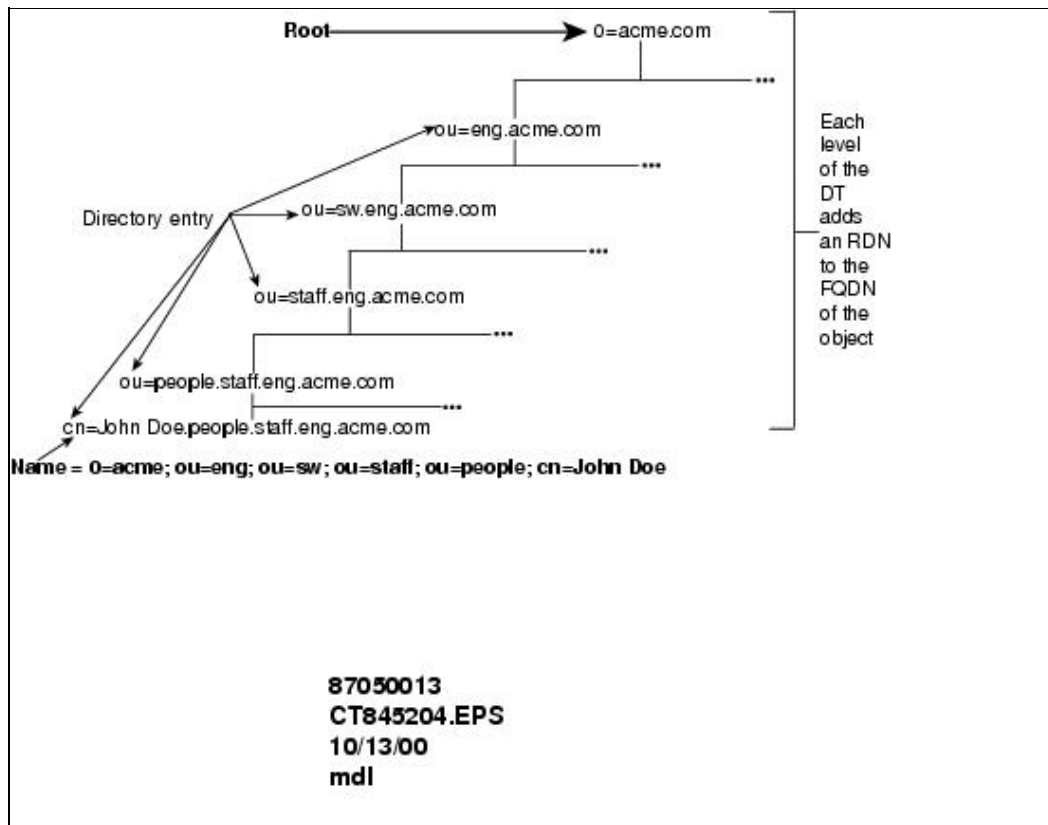 Root
0=acme.com
ou=eng.acme.com
Directory entry
ou=sw.eng.acme.com
ou=staff.eng.acme.com
ou=people.staff.eng.acme.com
cn=John Doe.people.staff.eng.acme.com
Name = 0=acme; ou=eng; ou=sw; ou=staff; ou=people; cn=John Doe
Each
level
of the
DT
adds
an RDN
to the
FQDN
of the
object
87050013
CT845204.EPS
10/13/00
mdl